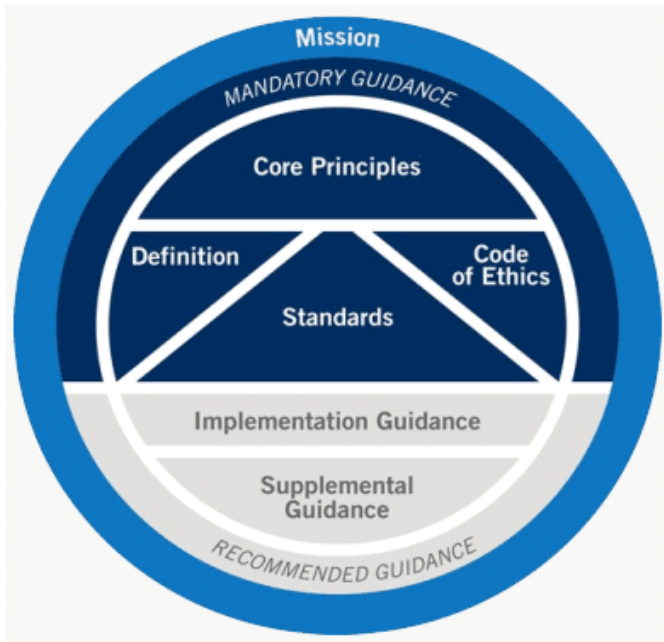 Mission
MANDATORY GUIDANCE
Core Principles
Definition
Code
of Ethics
Standards
Implementation Guidance
Supplemental
Guidance
RECOMMENDED GUIDANCE